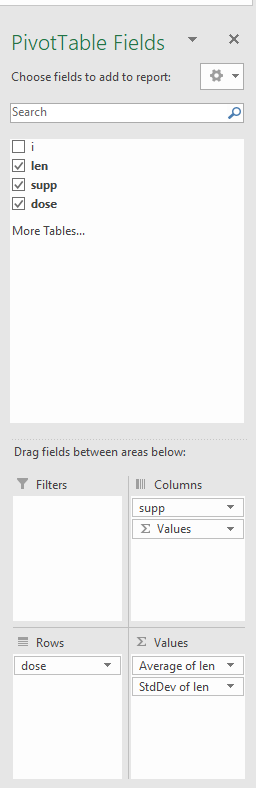 PivotTable Fields
Choose fields to add to report:
Search
i
len
supp
dose
More Tables...
Drag fields between areas below:
Filters
Columns
supp
Σ Values
Rows
Σ Values
dose
Average of len
StdDev of len